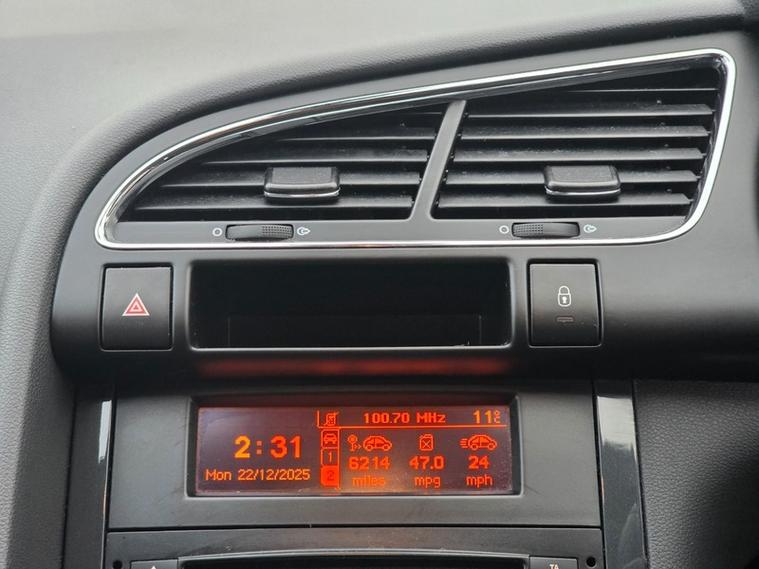 100.70 MHz 11°C
2:31
Mon 22/12/2025
1
2
6214 47.0 24
miles mpg mph
TA